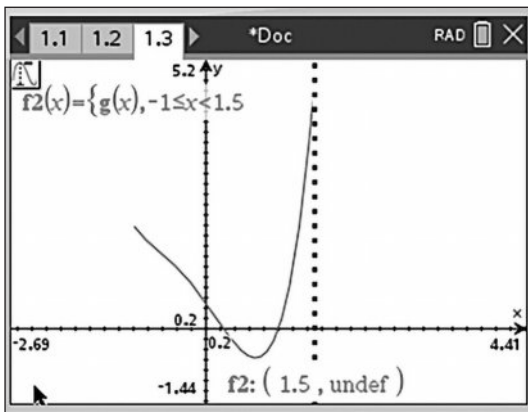 1.1 1.2 1.3 *Doc RAD
5.2 y
f2(x)={g(x),-1≤x<1.5
x
0.2
-2.69 0.2 4.41
-1.44 f2: ( 1.5 , undef )